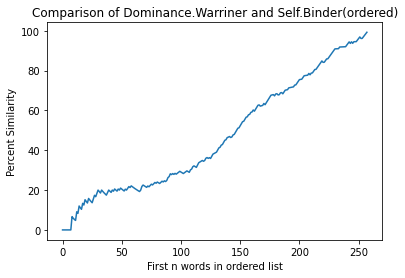 Comparison of Dominance.Warriner and Self.Binder(ordered)
Percent Similarity
100
80
60
40
20
0
0 50 100 150 200 250
First n words in ordered list